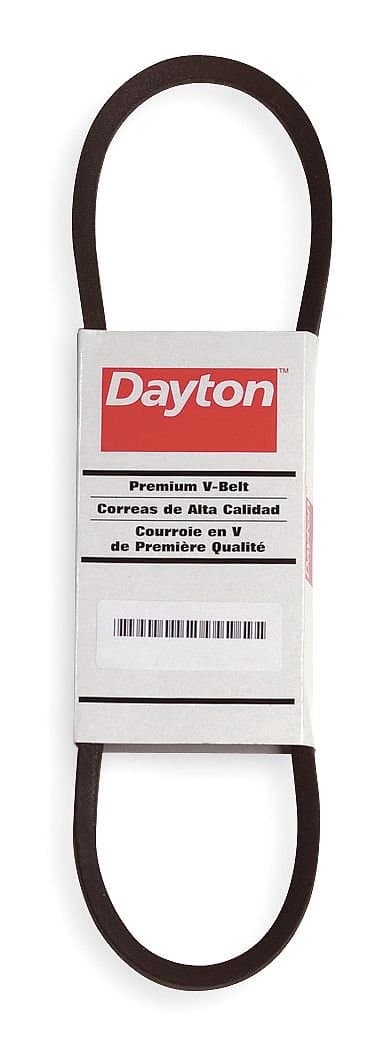 Dayton™
Premium V-Belt
Correas de Alta Calidad
Courroie en V
de Première Qualité